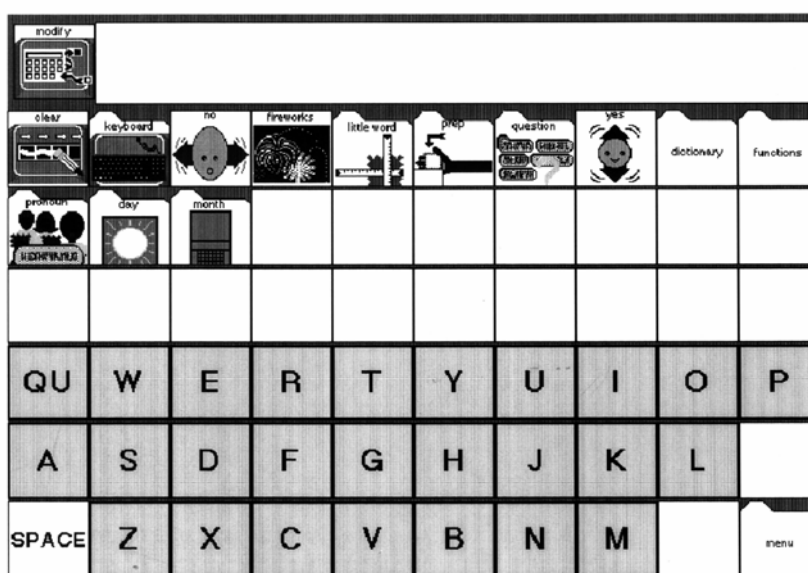 modify
clear keyboard no fireworks little word prep question yes dictionary functions
pronoun day month
QU W E R T Y U I O P
A S D F G H J K L
SPACE Z X C V B N M menu